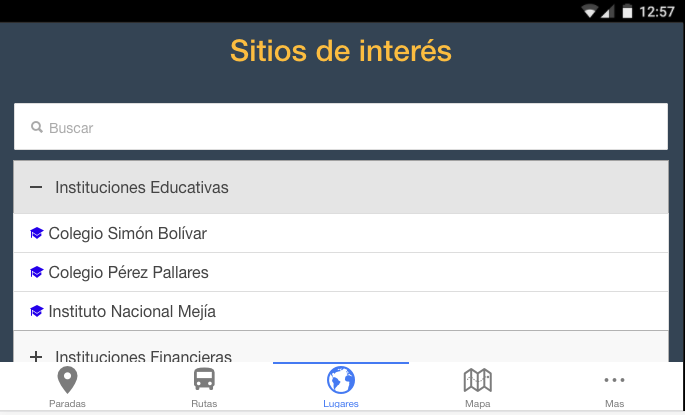 12:57
Sitios de interés
Buscar
Instituciones Educativas
Colegio Simón Bolívar
Colegio Pérez Pallares
Instituto Nacional Mejía
Instituciones Financieras
Paradas Rutas Lugares Mapa Mas